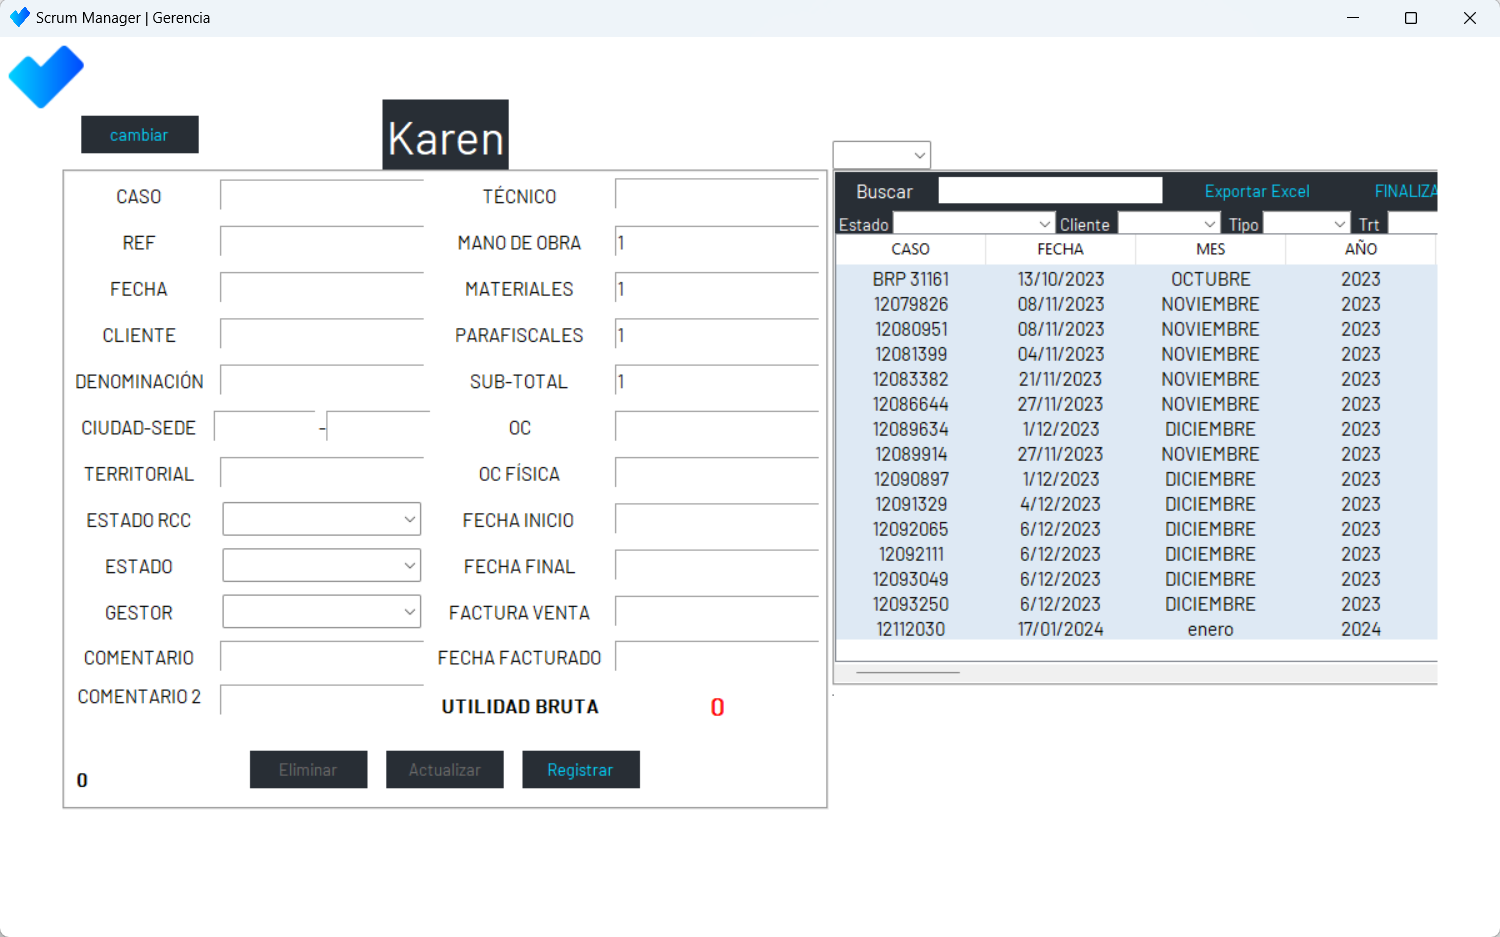 Scrum Manager | Gerencia
cambiar
Karen
CASO
REF
FECHA
CLIENTE
DENOMINACIÓN
CIUDAD-SEDE -
TERRITORIAL
ESTADO RCC
ESTADO
GESTOR
COMENTARIO
COMENTARIO 2
TÉCNICO
MANO DE OBRA 1
MATERIALES 1
PARAFISCALES 1
SUB-TOTAL 1
OC
OC FÍSICA
FECHA INICIO
FECHA FINAL
FACTURA VENTA
FECHA FACTURADO
UTILIDAD BRUTA 0
Eliminar Actualizar Registrar
0
Buscar Exportar Excel FINALIZA
Estado Cliente Tipo Trt
CASO FECHA MES AÑO
BRP 31161 13/10/2023 OCTUBRE 2023
12079826 08/11/2023 NOVIEMBRE 2023
12080951 08/11/2023 NOVIEMBRE 2023
12081399 04/11/2023 NOVIEMBRE 2023
12083382 21/11/2023 NOVIEMBRE 2023
12086644 27/11/2023 NOVIEMBRE 2023
12089634 1/12/2023 DICIEMBRE 2023
12089914 27/11/2023 NOVIEMBRE 2023
12090897 1/12/2023 DICIEMBRE 2023
12091329 4/12/2023 DICIEMBRE 2023
12092065 6/12/2023 DICIEMBRE 2023
12092111 6/12/2023 DICIEMBRE 2023
12093049 6/12/2023 DICIEMBRE 2023
12093250 6/12/2023 DICIEMBRE 2023
12112030 17/01/2024 enero 2024